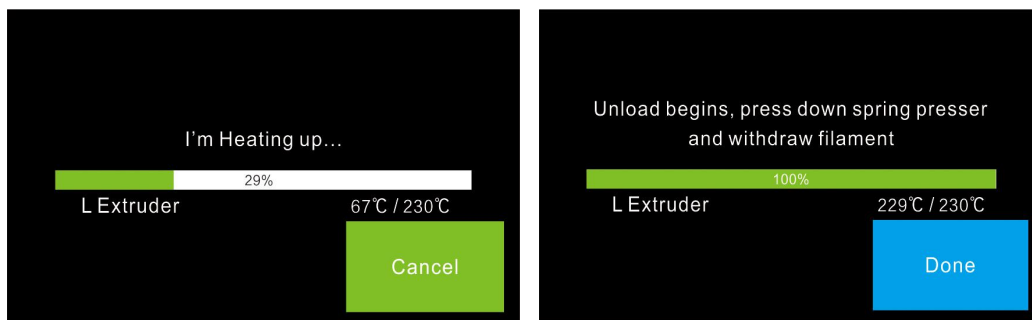 I'm Heating up...
29%
L Extruder
67℃ / 230℃
Cancel
Unload begins, press down spring presser
and withdraw filament
100%
L Extruder
229℃ / 230℃
Done